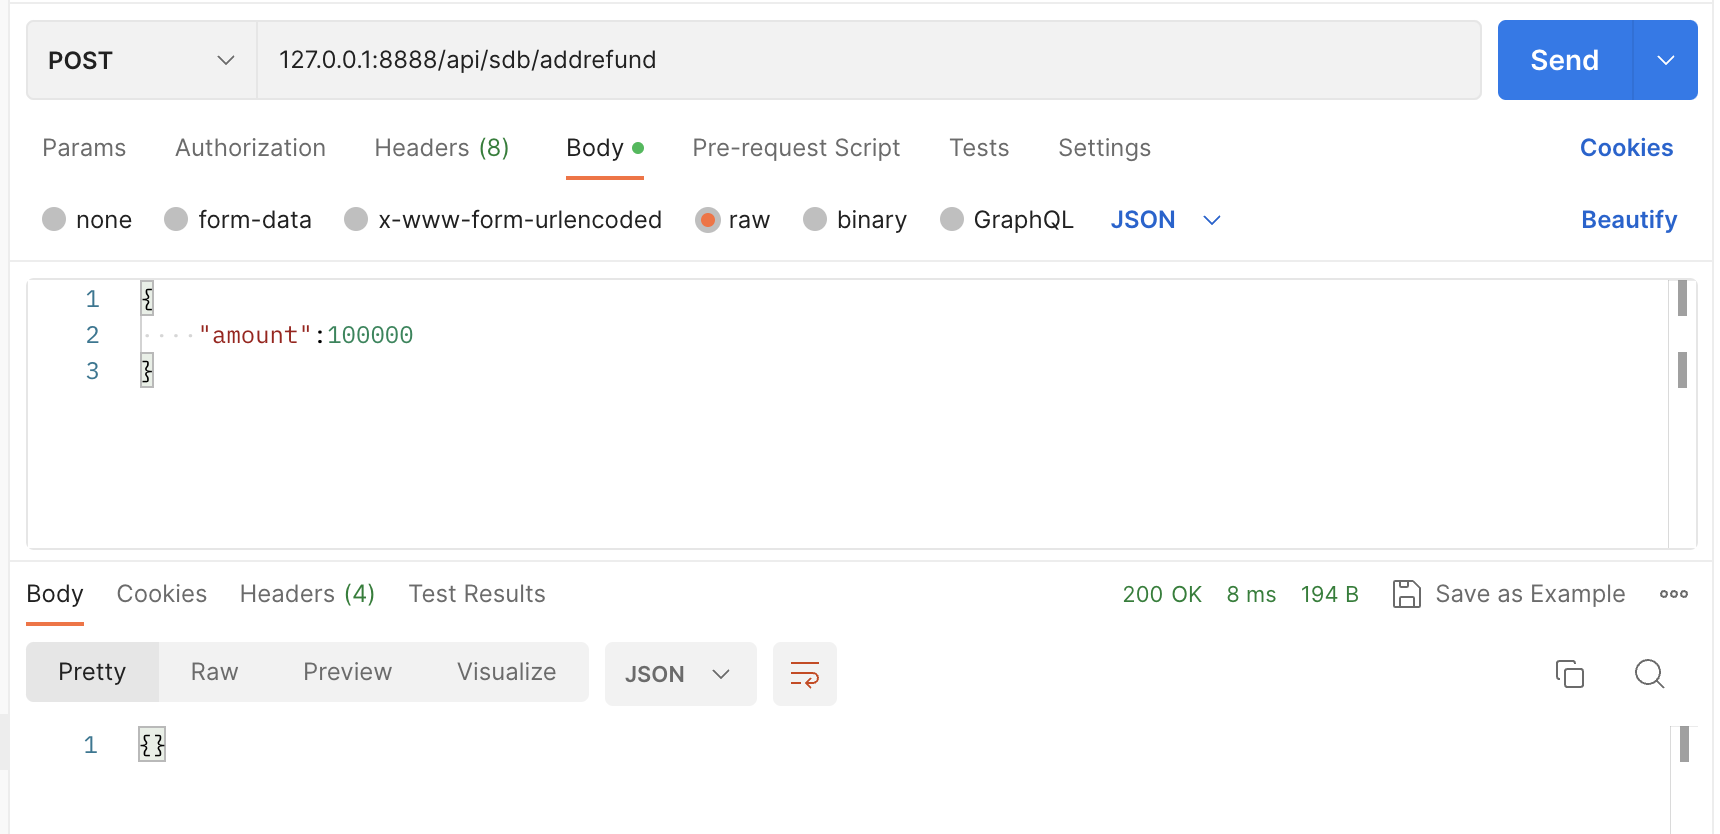 POST 127.0.0.1:8888/api/sdb/addrefund Send
Params Authorization Headers (8) Body Pre-request Script Tests Settings Cookies
none form-data x-www-form-urlencoded raw binary GraphQL JSON Beautify
1 {
2 ····"amount":100000
3 }
Body Cookies Headers (4) Test Results 200 OK 8 ms 194 B Save as Example
Pretty Raw Preview Visualize JSON
1 {}